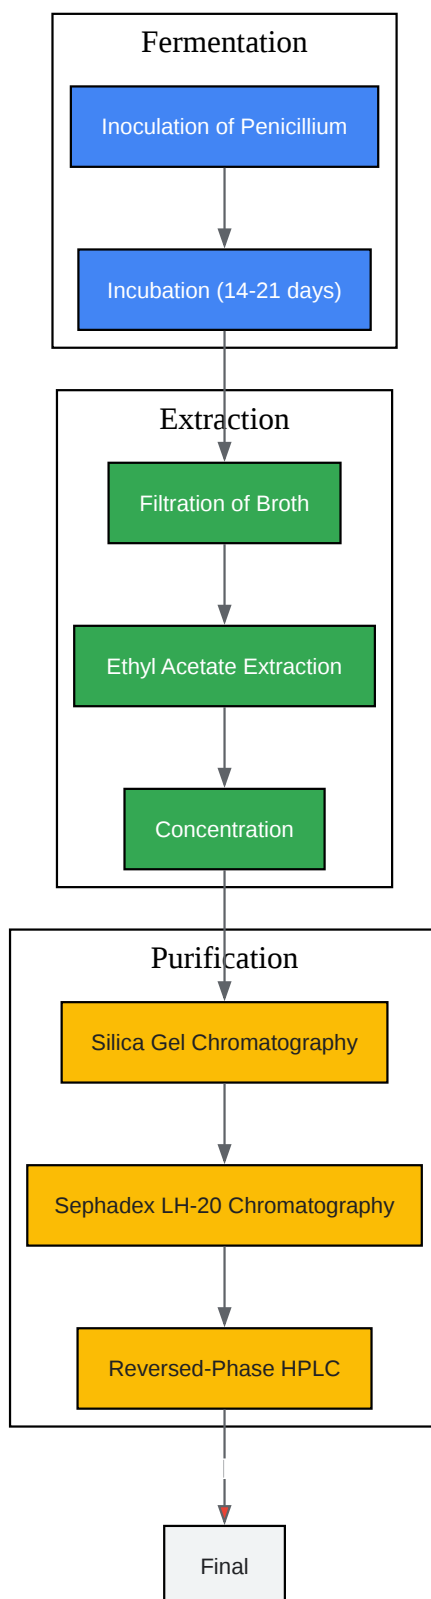 Fermentation
Inoculation of Penicillium
Incubation (14-21 days)
Extraction
Filtration of Broth
Ethyl Acetate Extraction
Concentration
Purification
Silica Gel Chromatography
Sephadex LH-20 Chromatography
Reversed-Phase HPLC
Final